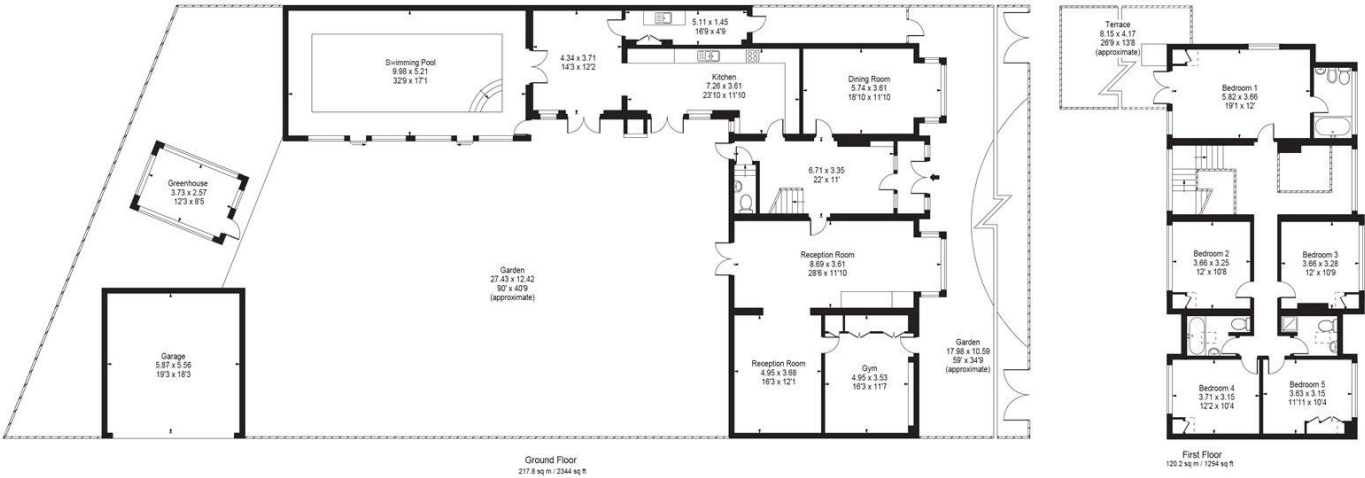 Swimming Pool
9.98 x 5.21
32'9 x 17'1
4.34 x 3.71
14'3 x 12'2
5.11 x 1.45
16'9 x 4'9
Kitchen
7.26 x 3.61
23'10 x 11'10
Dining Room
5.74 x 3.61
18'10 x 11'10
Greenhouse
3.73 x 2.57
12'3 x 8'5
6.71 x 3.35
22' x 11'
Reception Room
8.69 x 3.61
28'6 x 11'10
Garden
27.43 x 12.42
90' x 40'9
(approximate)
Garage
5.87 x 5.56
19'3 x 18'3
Reception Room
4.95 x 3.68
16'3 x 12'1
Gym
4.95 x 3.53
16'3 x 11'7
Garden
17.98 x 10.59
59' x 34'9
(approximate)
Ground Floor
217.8 sq m / 2344 sq ft
Terrace
8.15 x 4.17
26'9 x 13'8
(approximate)
Bedroom 1
5.82 x 3.66
19'1 x 12'
Bedroom 2
3.66 x 3.25
12' x 10'8
Bedroom 3
3.66 x 3.28
12' x 10'9
Bedroom 4
3.71 x 3.15
12'2 x 10'4
Bedroom 5
3.63 x 3.15
11'11 x 10'4
First Floor
120.2 sq m / 1294 sq ft